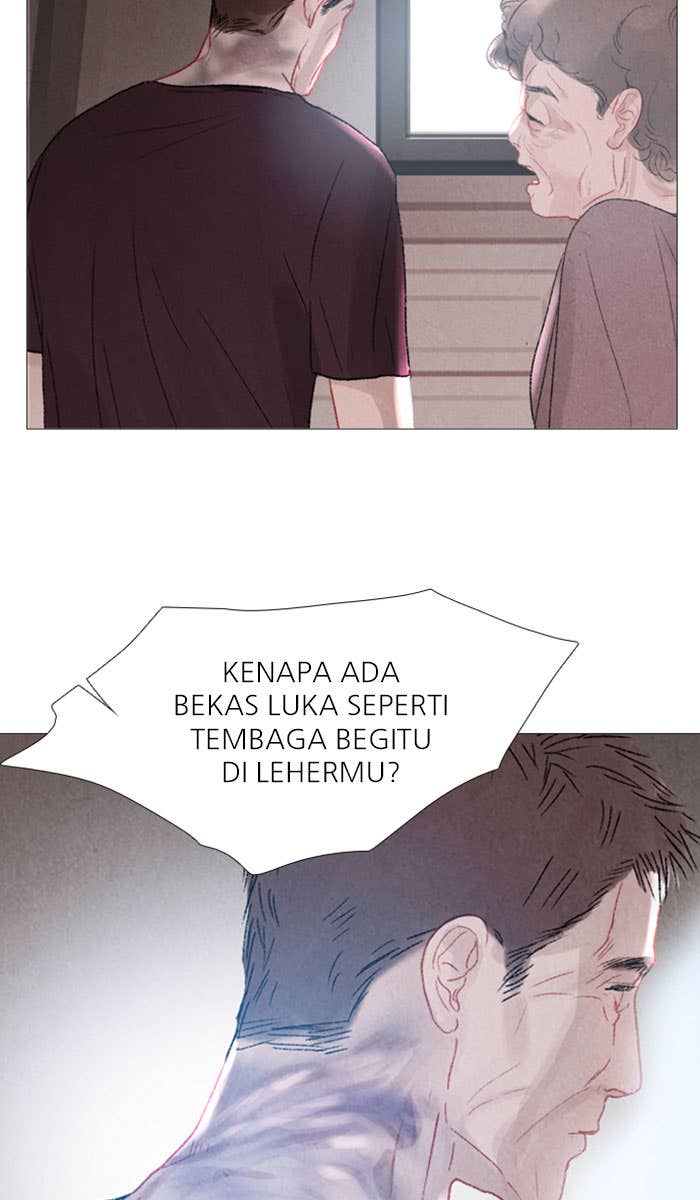 KENAPA ADA
BEKAS LUKA SEPERTI
TEMBAGA BEGITU
DI LEHERMU?